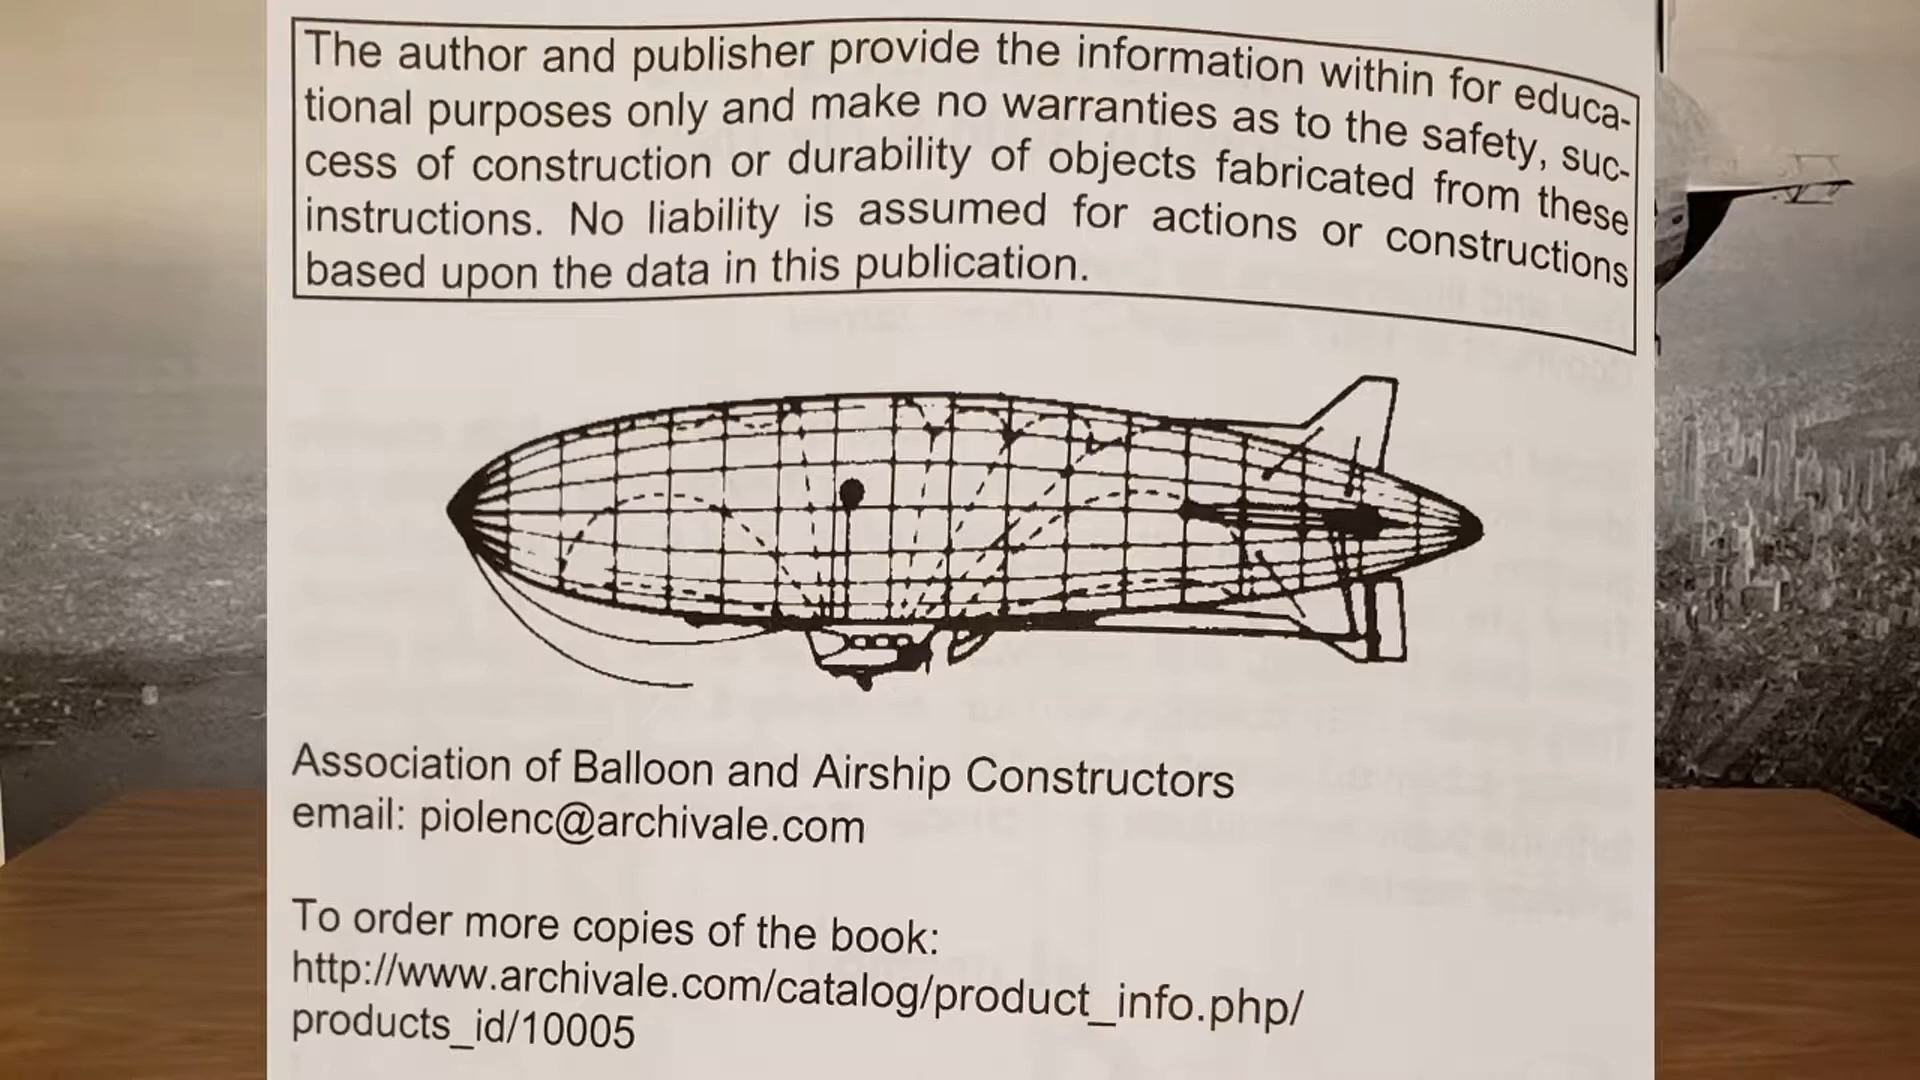 The author and publisher provide the information within for educa-
tional purposes only and make no warranties as to the safety, suc-
cess of construction or durability of objects fabricated from these
instructions. No liability is assumed for actions or constructions
based upon the data in this publication.
Association of Balloon and Airship Constructors
email: piolenc@archivale.com
To order more copies of the book:
http://www.archivale.com/catalog/product_info.php/
products_id/10005